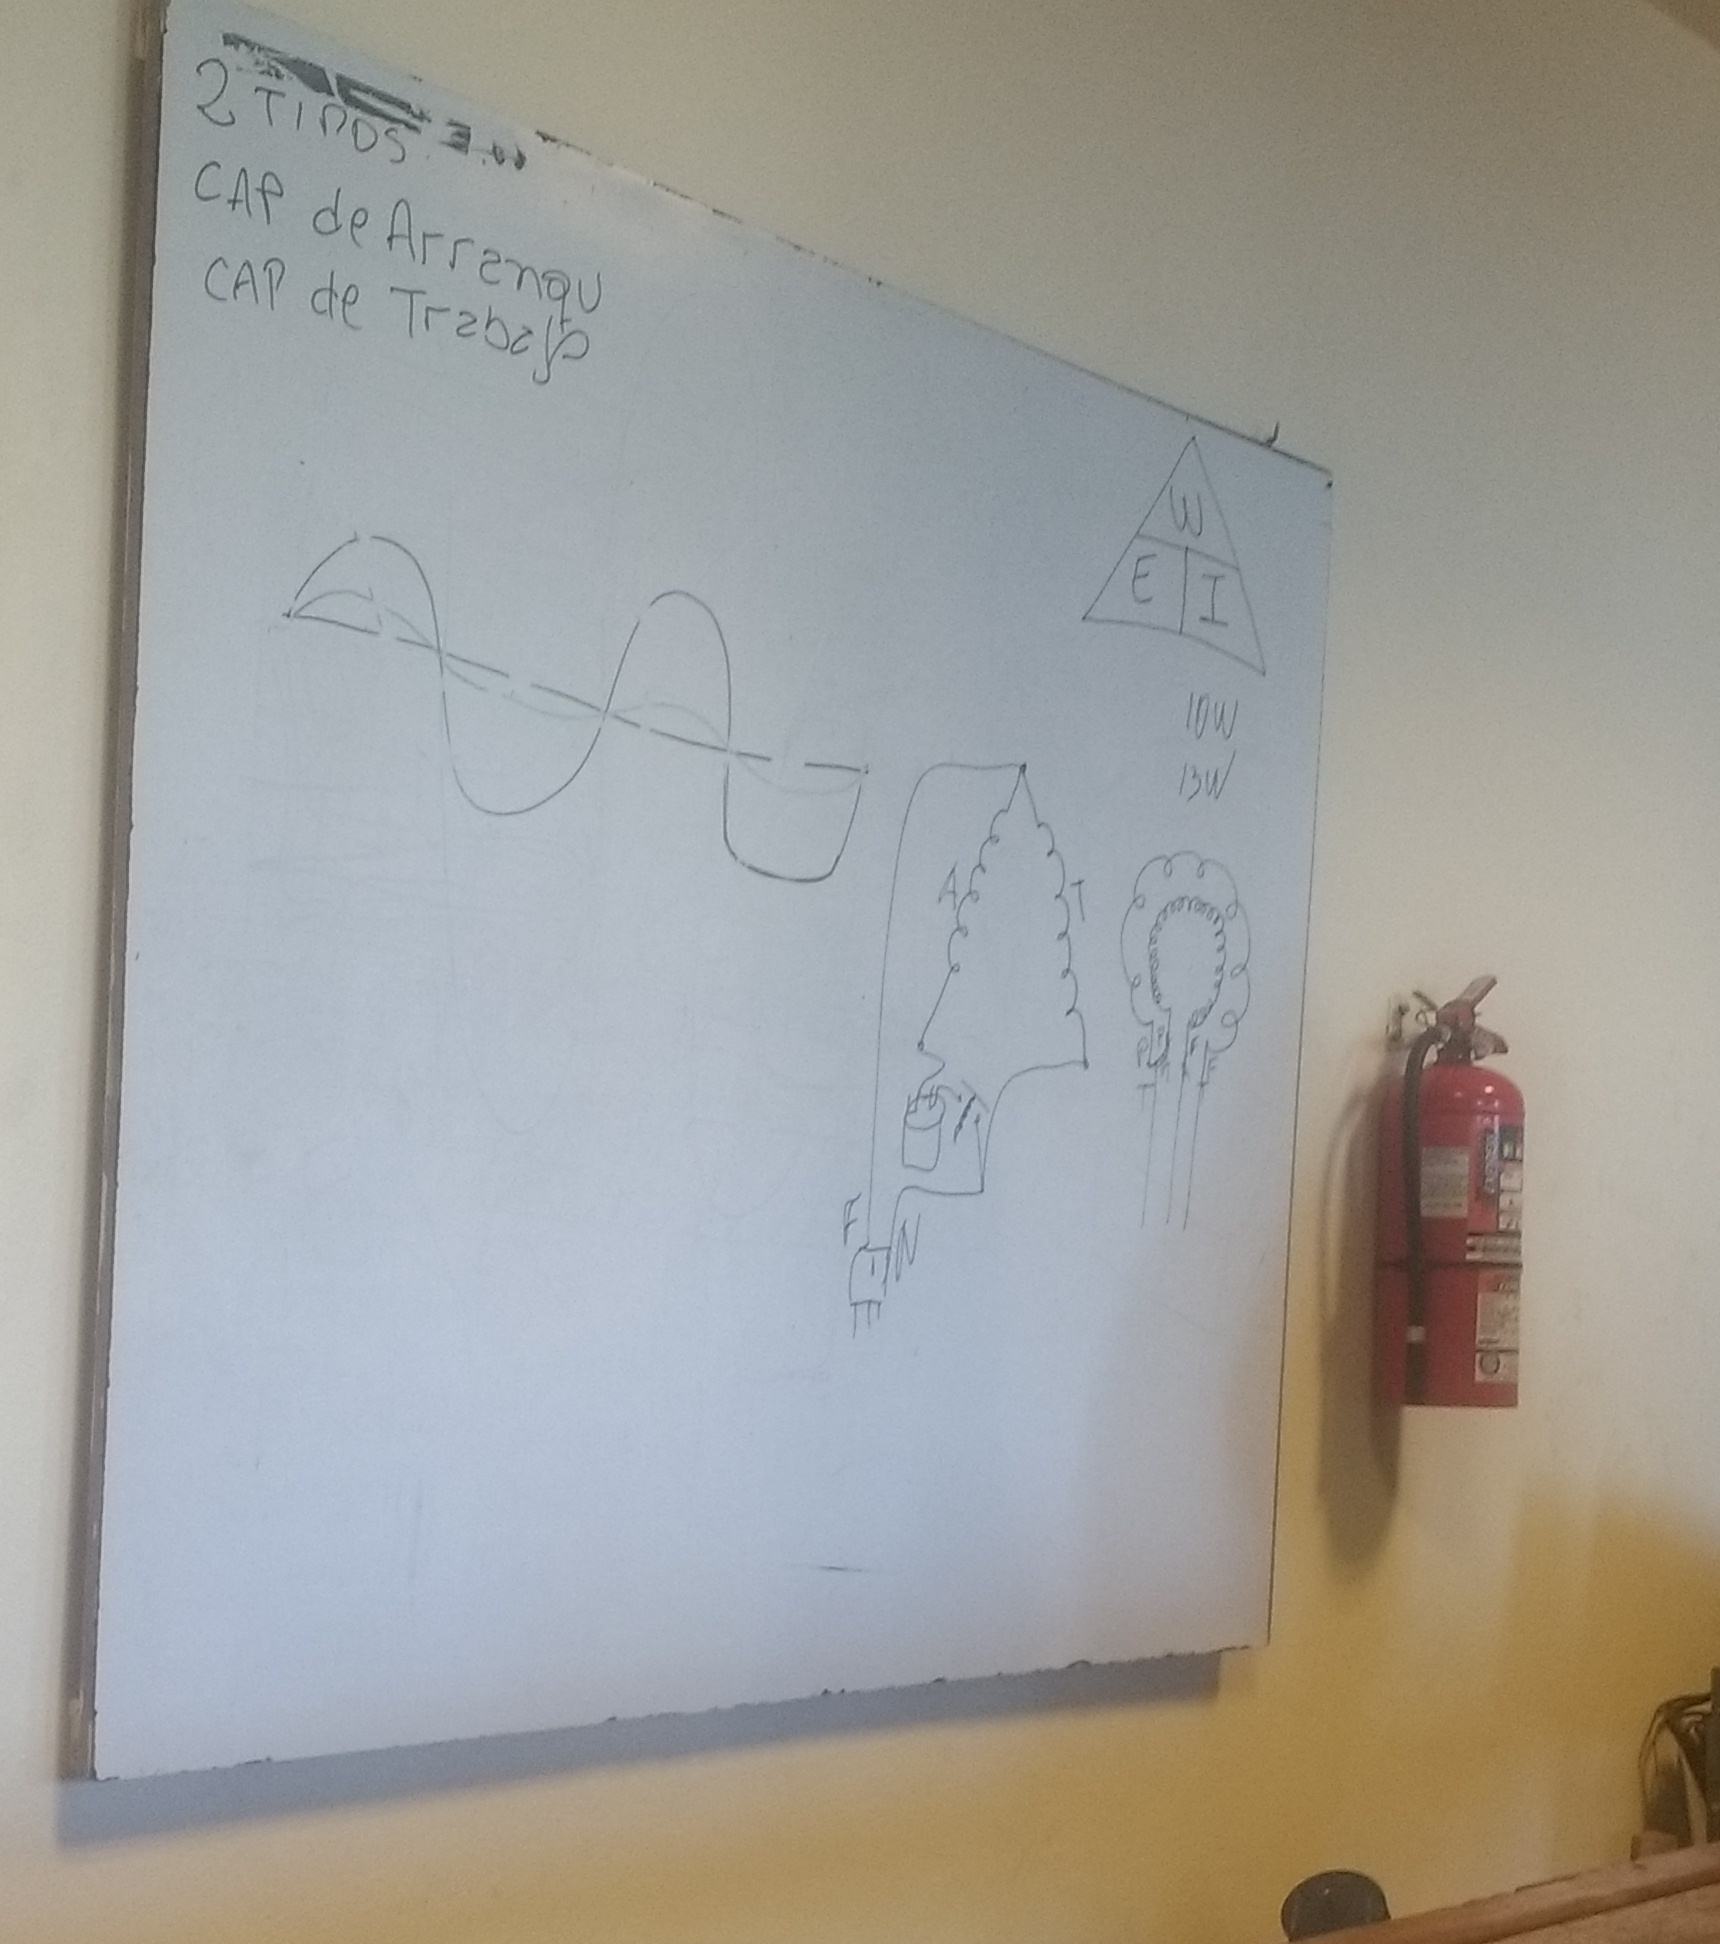 2 TIPOS
CAP de Arranqu
CAP de Trabajo
W
E I
10W
13W
A
T
F
N